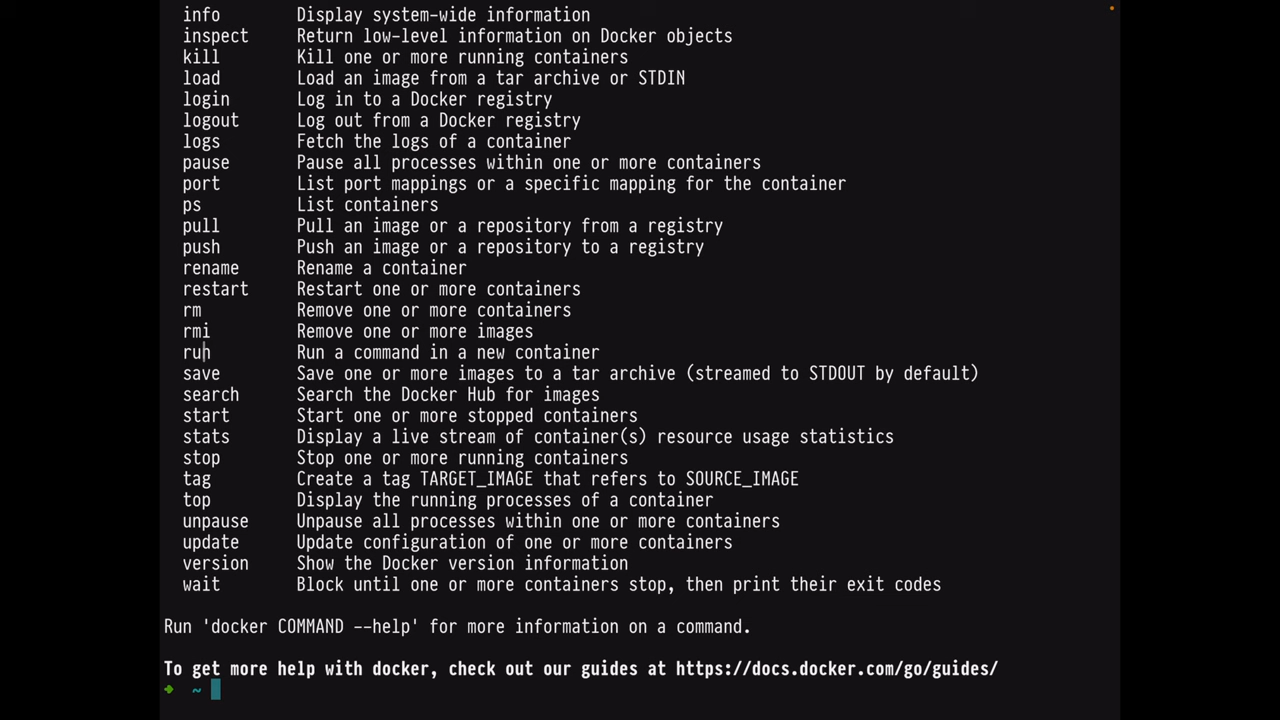 info Display system-wide information
inspect Return low-level information on Docker objects
kill Kill one or more running containers
load Load an image from a tar archive or STDIN
login Log in to a Docker registry
logout Log out from a Docker registry
logs Fetch the logs of a container
pause Pause all processes within one or more containers
port List port mappings or a specific mapping for the container
ps List containers
pull Pull an image or a repository from a registry
push Push an image or a repository to a registry
rename Rename a container
restart Restart one or more containers
rm Remove one or more containers
rmi Remove one or more images
run Run a command in a new container
save Save one or more images to a tar archive (streamed to STDOUT by default)
search Search the Docker Hub for images
start Start one or more stopped containers
stats Display a live stream of container(s) resource usage statistics
stop Stop one or more running containers
tag Create a tag TARGET_IMAGE that refers to SOURCE_IMAGE
top Display the running processes of a container
unpause Unpause all processes within one or more containers
update Update configuration of one or more containers
version Show the Docker version information
wait Block until one or more containers stop, then print their exit codes
Run 'docker COMMAND --help' for more information on a command.
To get more help with docker, check out our guides at https://docs.docker.com/go/guides/
➜ ~